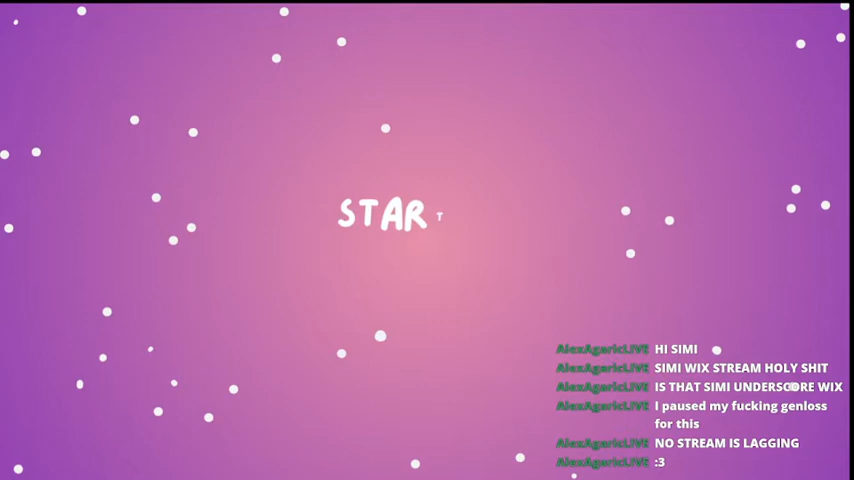 START
AlexAgaricLIVE HI SIMI
AlexAgaricLIVE SIMI WIX STREAM HOLY SHIT
AlexAgaricLIVE IS THAT SIMI UNDERSCORE WIX
AlexAgaricLIVE I paused my fucking genloss
for this
AlexAgaricLIVE NO STREAM IS LAGGING
AlexAgaricLIVE :3